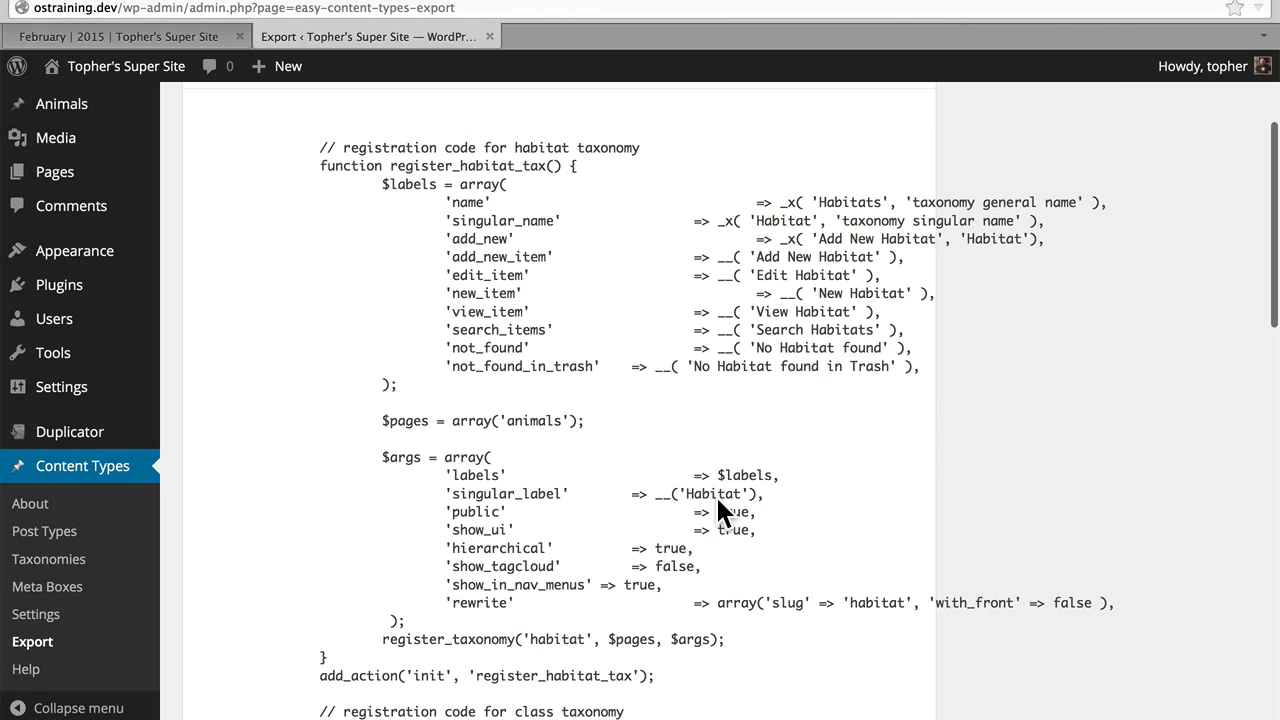 ostraining.dev/wp-admin/admin.php?page=easy-content-types-export
February | 2015 | Topher's Super Site
Export ‹ Topher's Super Site — WordPr...
Topher's Super Site 0 New Howdy, topher
Animals
Media
Pages
Comments
Appearance
Plugins
Users
Tools
Settings
Duplicator
Content Types
About
Post Types
Taxonomies
Meta Boxes
Settings
Export
Help
Collapse menu
// registration code for habitat taxonomy
function register_habitat_tax() {
$labels = array(
'name' => _x( 'Habitats', 'taxonomy general name' ),
'singular_name' => _x( 'Habitat', 'taxonomy singular name' ),
'add_new' => _x( 'Add New Habitat', 'Habitat'),
'add_new_item' => __( 'Add New Habitat' ),
'edit_item' => __( 'Edit Habitat' ),
'new_item' => __( 'New Habitat' ),
'view_item' => __( 'View Habitat' ),
'search_items' => __( 'Search Habitats' ),
'not_found' => __( 'No Habitat found' ),
'not_found_in_trash' => __( 'No Habitat found in Trash' ),
);
$pages = array('animals');
$args = array(
'labels' => $labels,
'singular_label' => __('Habitat'),
'public' => true,
'show_ui' => true,
'hierarchical' => true,
'show_tagcloud' => false,
'show_in_nav_menus' => true,
'rewrite' => array('slug' => 'habitat', 'with_front' => false ),
);
register_taxonomy('habitat', $pages, $args);
}
add_action('init', 'register_habitat_tax');
// registration code for class taxonomy